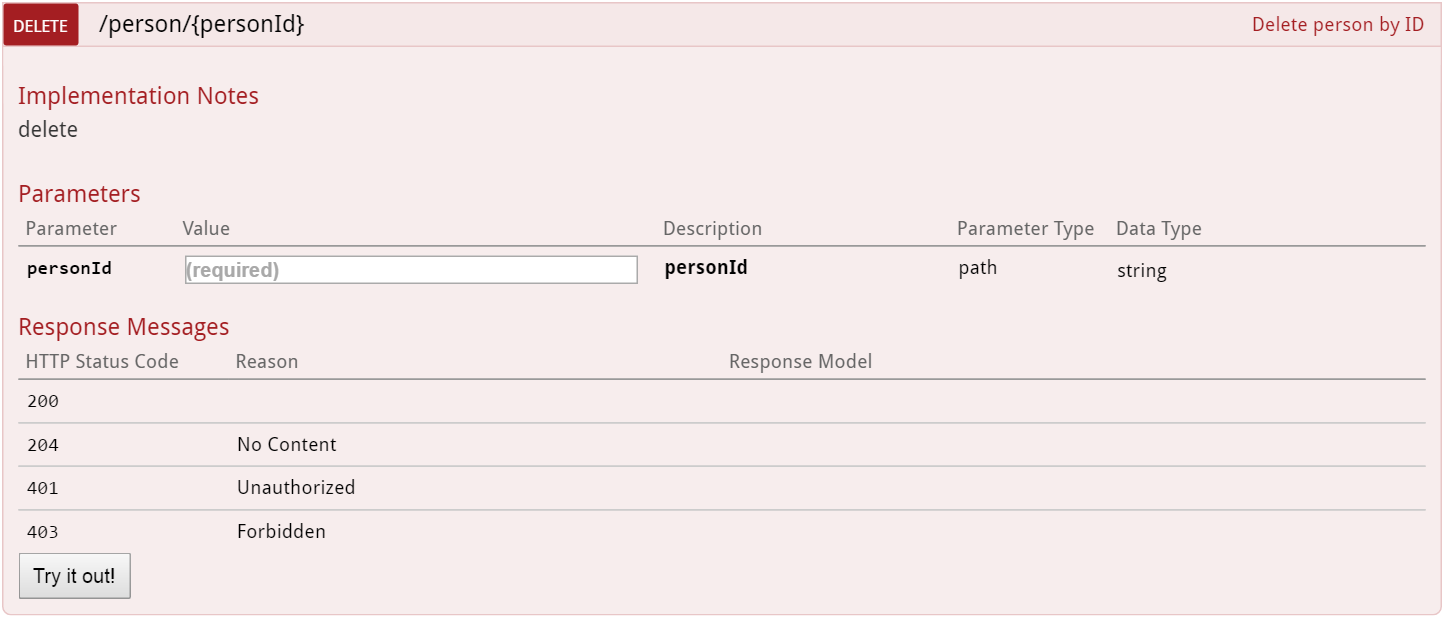 DELETE /person/{personId} Delete person by ID
Implementation Notes
delete
Parameters
Parameter Value Description Parameter Type Data Type
personId (required) personId path string
Response Messages
HTTP Status Code Reason Response Model
200
204 No Content
401 Unauthorized
403 Forbidden
Try it out!